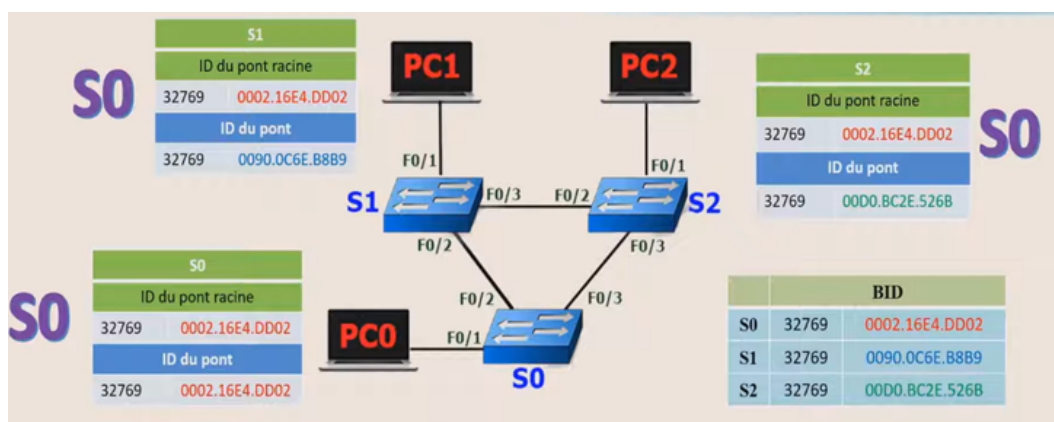 S0
S1
ID du pont racine
32769 0002.16E4.DD02
ID du pont
32769 0090.0C6E.B8B9
PC1
PC2
S2
ID du pont racine
32769 0002.16E4.DD02
ID du pont
32769 00D0.BC2E.526B
S0
F0/1
F0/1
S1
F0/3
F0/2
S2
F0/2
F0/3
S0
S0
ID du pont racine
32769 0002.16E4.DD02
ID du pont
32769 0002.16E4.DD02
F0/2
F0/3
PC0
F0/1
S0
BID
S0 32769 0002.16E4.DD02
S1 32769 0090.0C6E.B8B9
S2 32769 00D0.BC2E.526B